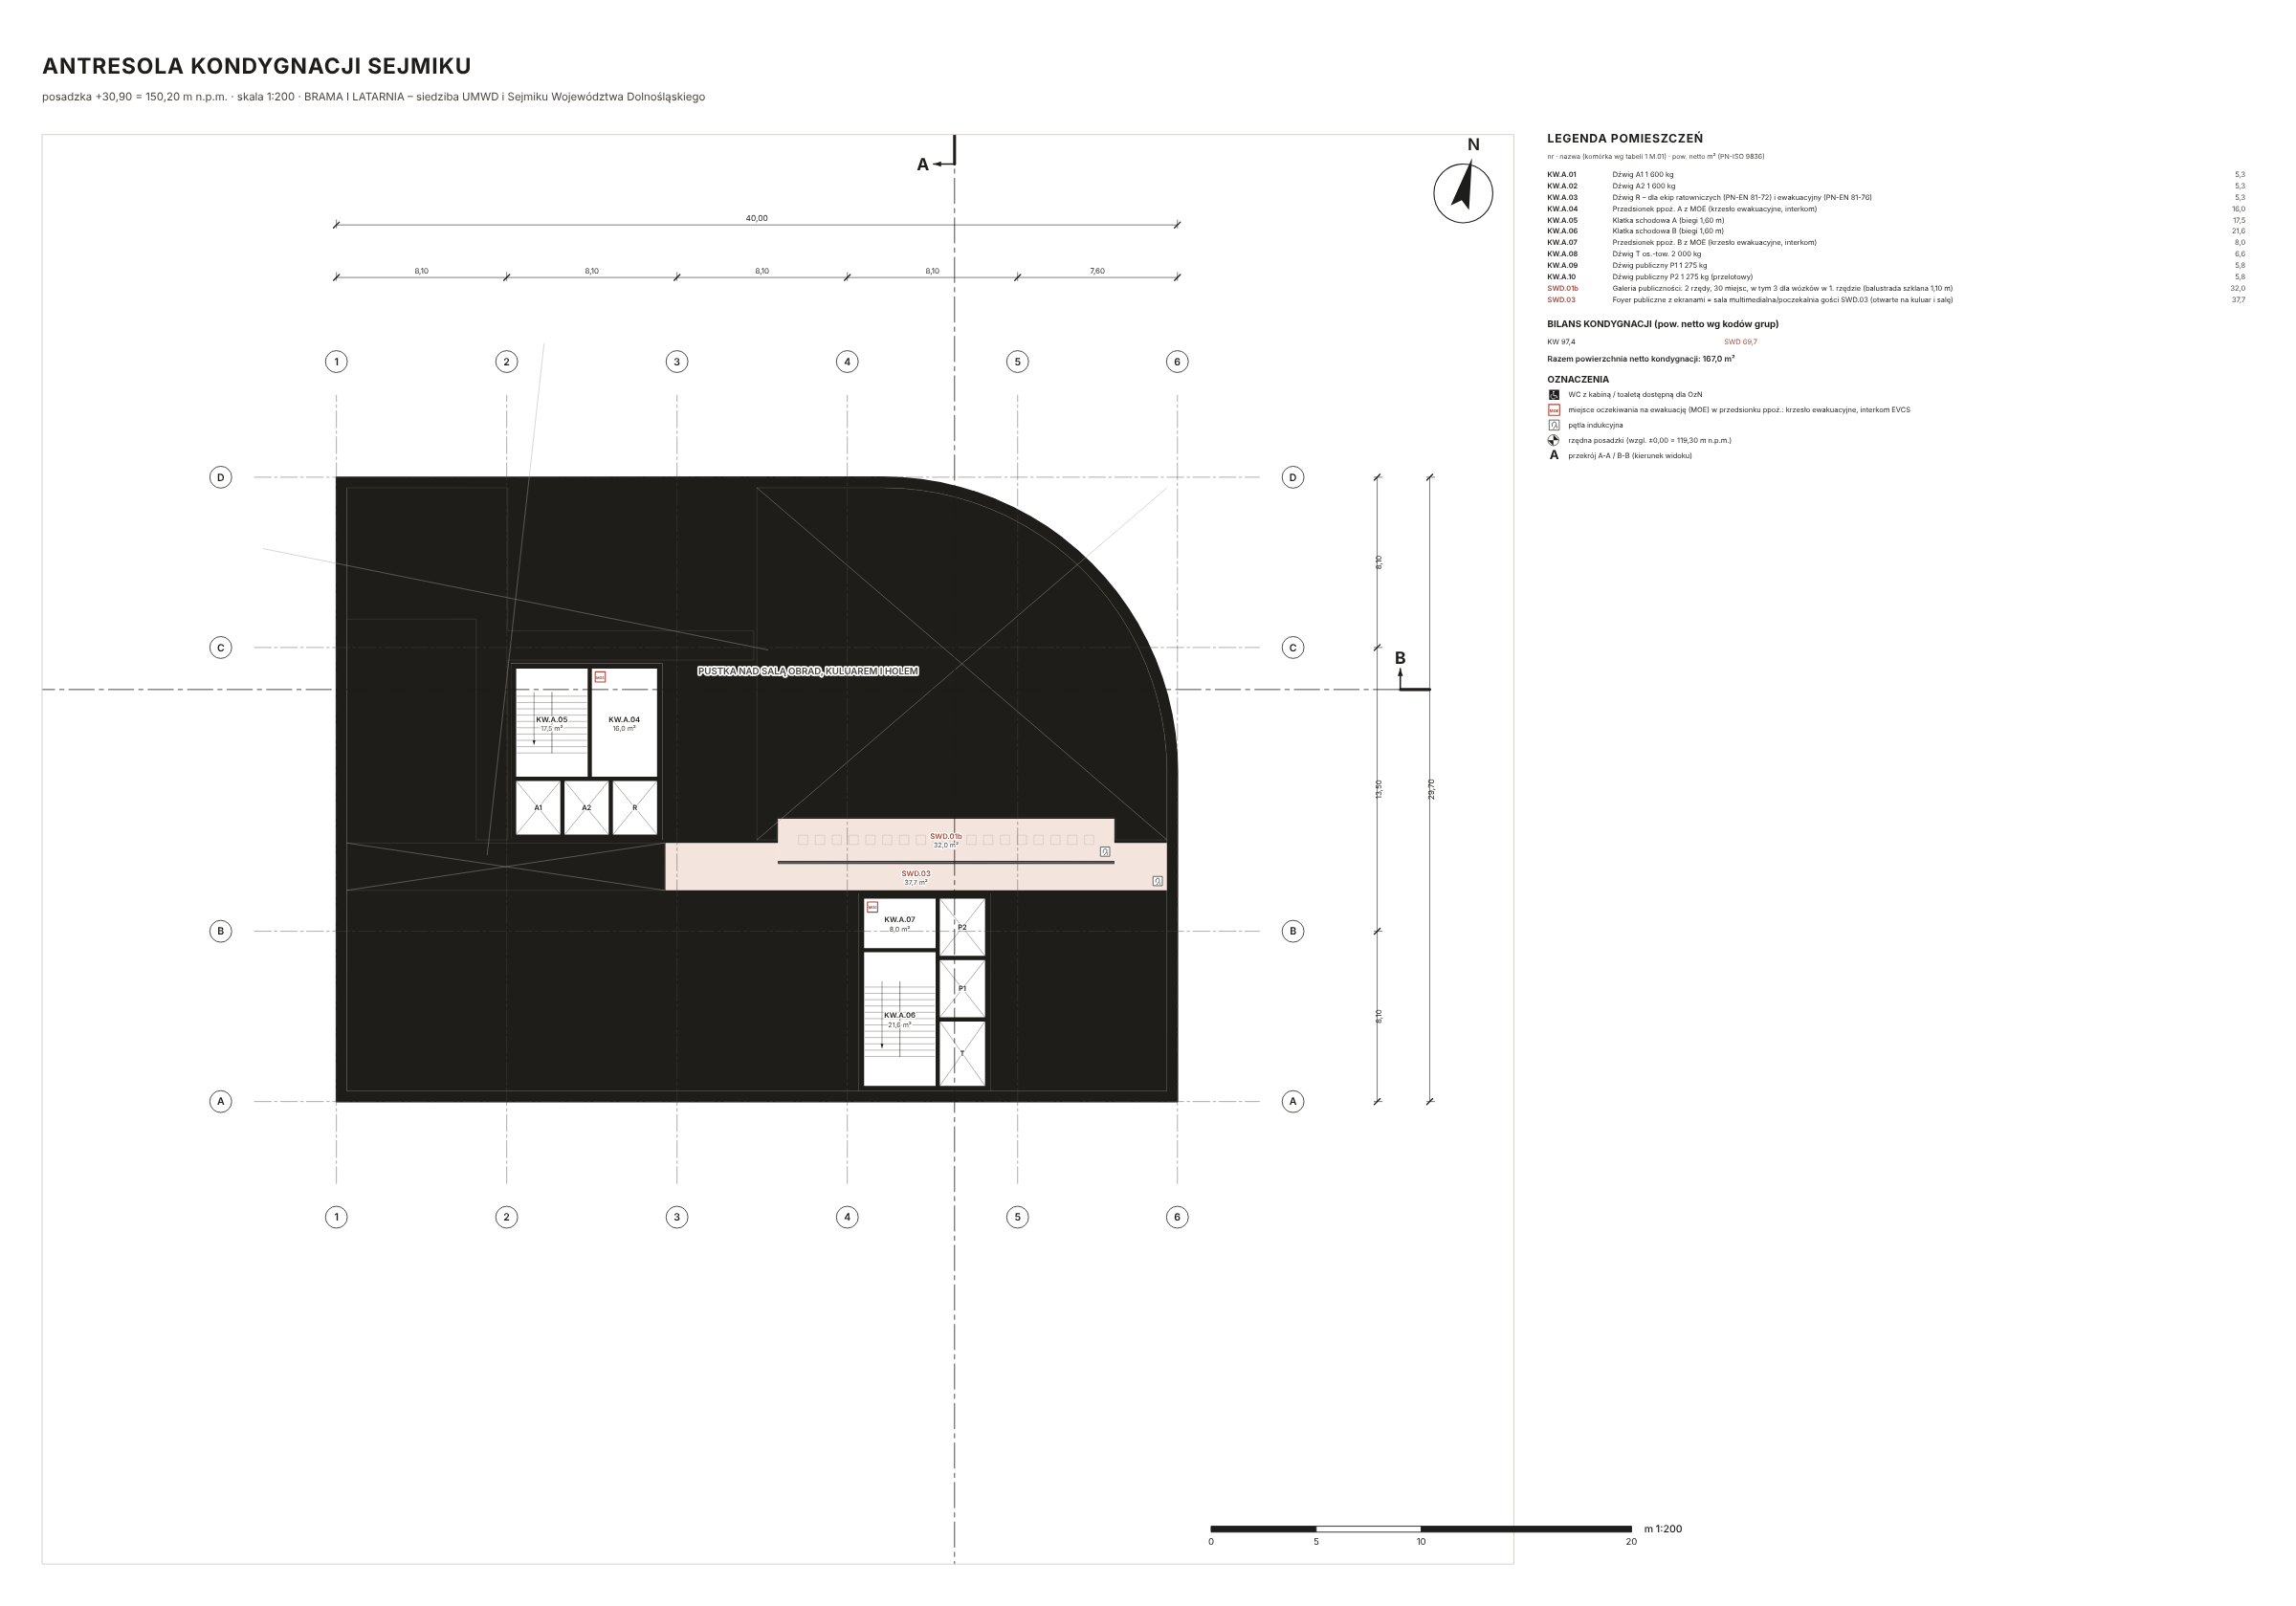 ANTRESOLA KONDYGNACJI SEJMIKU
posadzka +30,90 = 150,20 m n.p.m. · skala 1:200 · BRAMA I LATARNIA – siedziba UMWD i Sejmiku Województwa Dolnośląskiego
A
N
40,00
8,10 8,10 8,10 8,10 7,60
1 2 3 4 5 6
D D
8,10
C C
B
PUSTKA NAD SALĄ OBRAD, KULUAREM I HOLEM
MOE
KW.A.05 KW.A.04
17,5 m² 16,0 m²
A1 A2 R
13,50
29,70
SWD.01b
32,0 m²
SWD.03
37,7 m²
MOE
KW.A.07
8,0 m²
P2
B B
P1
KW.A.06
21,6 m²
8,10
T
A A
1 2 3 4 5 6
m 1:200
0 5 10 20
LEGENDA POMIESZCZEŃ
nr · nazwa (komórka wg tabeli 1 M.01) · pow. netto m² (PN-ISO 9836)
KW.A.01 Dźwig A1 1 600 kg 5,3
KW.A.02 Dźwig A2 1 600 kg 5,3
KW.A.03 Dźwig R – dla ekip ratowniczych (PN-EN 81-72) i ewakuacyjny (PN-EN 81-76) 5,3
KW.A.04 Przedsionek ppoż. A z MOE (krzesło ewakuacyjne, interkom) 16,0
KW.A.05 Klatka schodowa A (biegi 1,60 m) 17,5
KW.A.06 Klatka schodowa B (biegi 1,60 m) 21,6
KW.A.07 Przedsionek ppoż. B z MOE (krzesło ewakuacyjne, interkom) 8,0
KW.A.08 Dźwig T os.-tow. 2 000 kg 6,6
KW.A.09 Dźwig publiczny P1 1 275 kg 5,8
KW.A.10 Dźwig publiczny P2 1 275 kg (przelotowy) 5,8
SWD.01b Galeria publiczności: 2 rzędy, 30 miejsc, w tym 3 dla wózków w 1. rzędzie (balustrada szklana 1,10 m) 32,0
SWD.03 Foyer publiczne z ekranami = sala multimedialna/poczekalnia gości SWD.03 (otwarte na kuluar i salę) 37,7
BILANS KONDYGNACJI (pow. netto wg kodów grup)
KW 97,4 SWD 69,7
Razem powierzchnia netto kondygnacji: 167,0 m²
OZNACZENIA
WC z kabiną / toaletą dostępną dla OzN
MOE miejsce oczekiwania na ewakuację (MOE) w przedsionku ppoż.: krzesło ewakuacyjne, interkom EVCS
pętla indukcyjna
rzędna posadzki (wzgl. ±0,00 = 119,30 m n.p.m.)
A przekrój A-A / B-B (kierunek widoku)